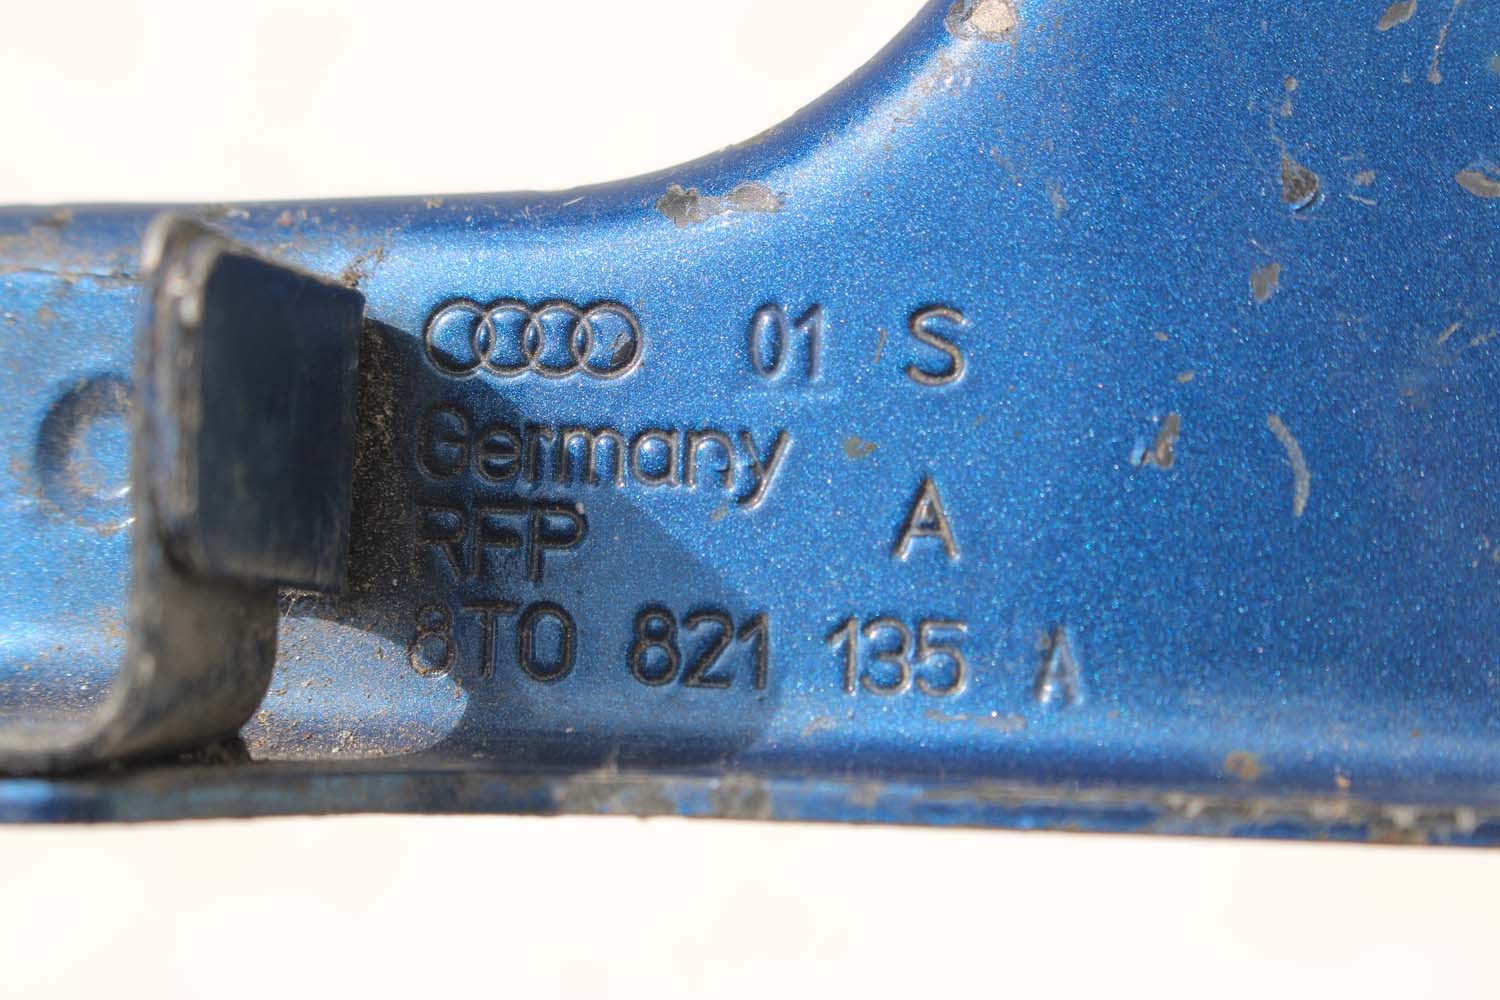 01 S
Germany
RFP A
8T0 821 135 A